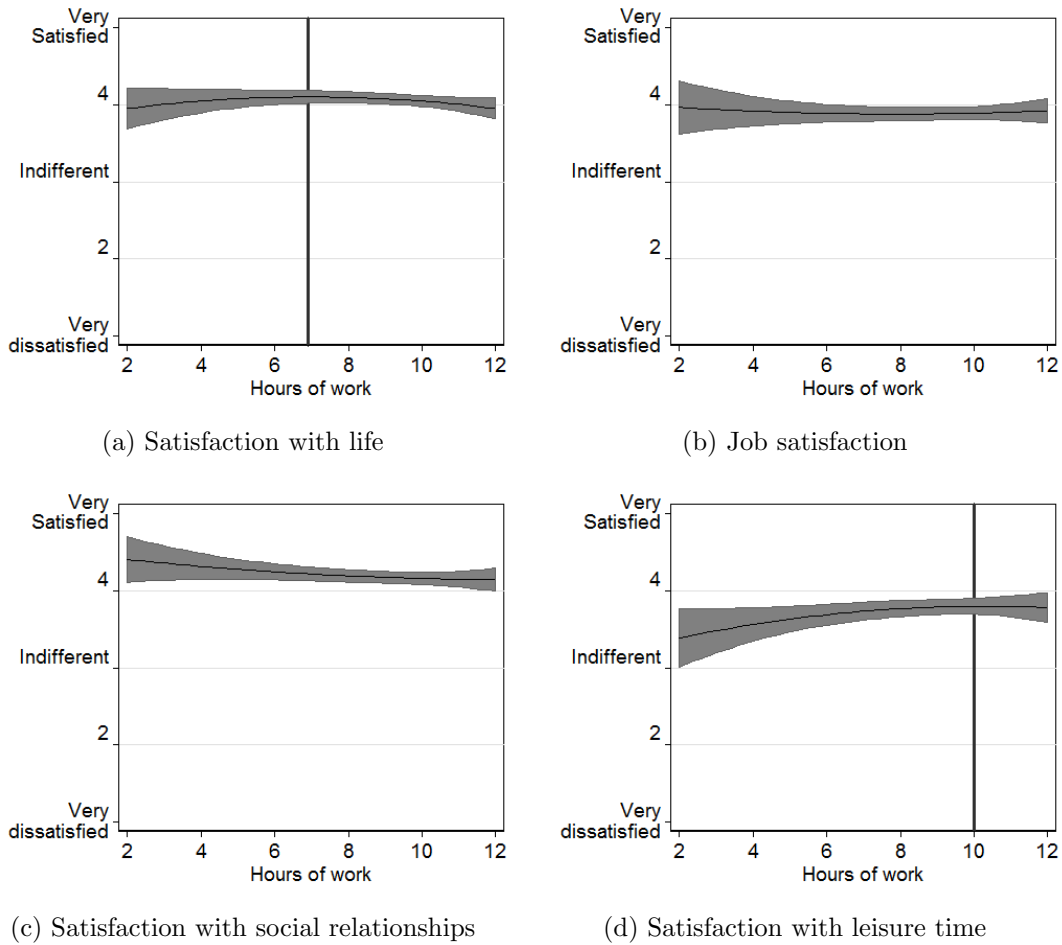 Very
Satisfied
4
Indifferent
2
Very
dissatisfied
2 4 6 8 10 12
Hours of work
(a) Satisfaction with life
Very
Satisfied
4
Indifferent
2
Very
dissatisfied
2 4 6 8 10 12
Hours of work
(b) Job satisfaction
Very
Satisfied
4
Indifferent
2
Very
dissatisfied
2 4 6 8 10 12
Hours of work
(c) Satisfaction with social relationships
Very
Satisfied
4
Indifferent
2
Very
dissatisfied
2 4 6 8 10 12
Hours of work
(d) Satisfaction with leisure time